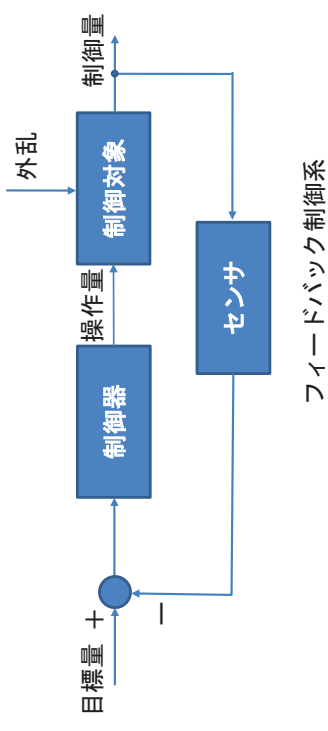 目標量
+
−
制御器
操作量
制御対象
外乱
制御量
センサ
フィードバック制御系